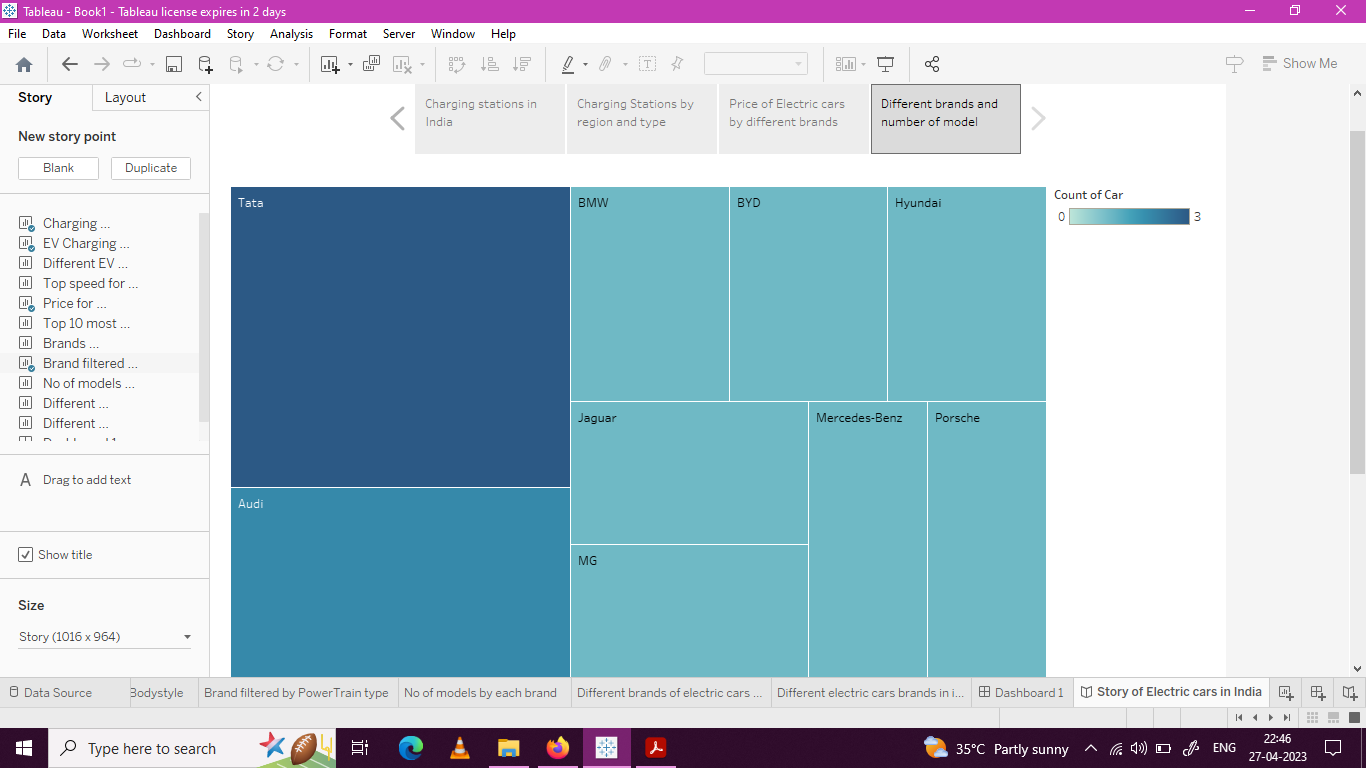 Tableau - Book1 - Tableau license expires in 2 days
File Data Worksheet Dashboard Story Analysis Format Server Window Help
Show Me
Story Layout
New story point
Blank Duplicate
Charging ...
EV Charging ...
Different EV ...
Top speed for ...
Price for ...
Top 10 most ...
Brands ...
Brand filtered ...
No of models ...
Different ...
Different ...
A Drag to add text
Show title
Size
Story (1016 x 964)
Charging stations in
India
Charging Stations by
region and type
Price of Electric cars
by different brands
Different brands and
number of model
Tata
BMW
BYD
Hyundai
Jaguar
Mercedes-Benz
Porsche
Audi
MG
Count of Car
0 3
Data Source Bodystyle Brand filtered by PowerTrain type No of models by each brand Different brands of electric cars ... Different electric cars brands in i... Dashboard 1 Story of Electric cars in India
Type here to search
35°C Partly sunny
ENG
22:46
27-04-2023